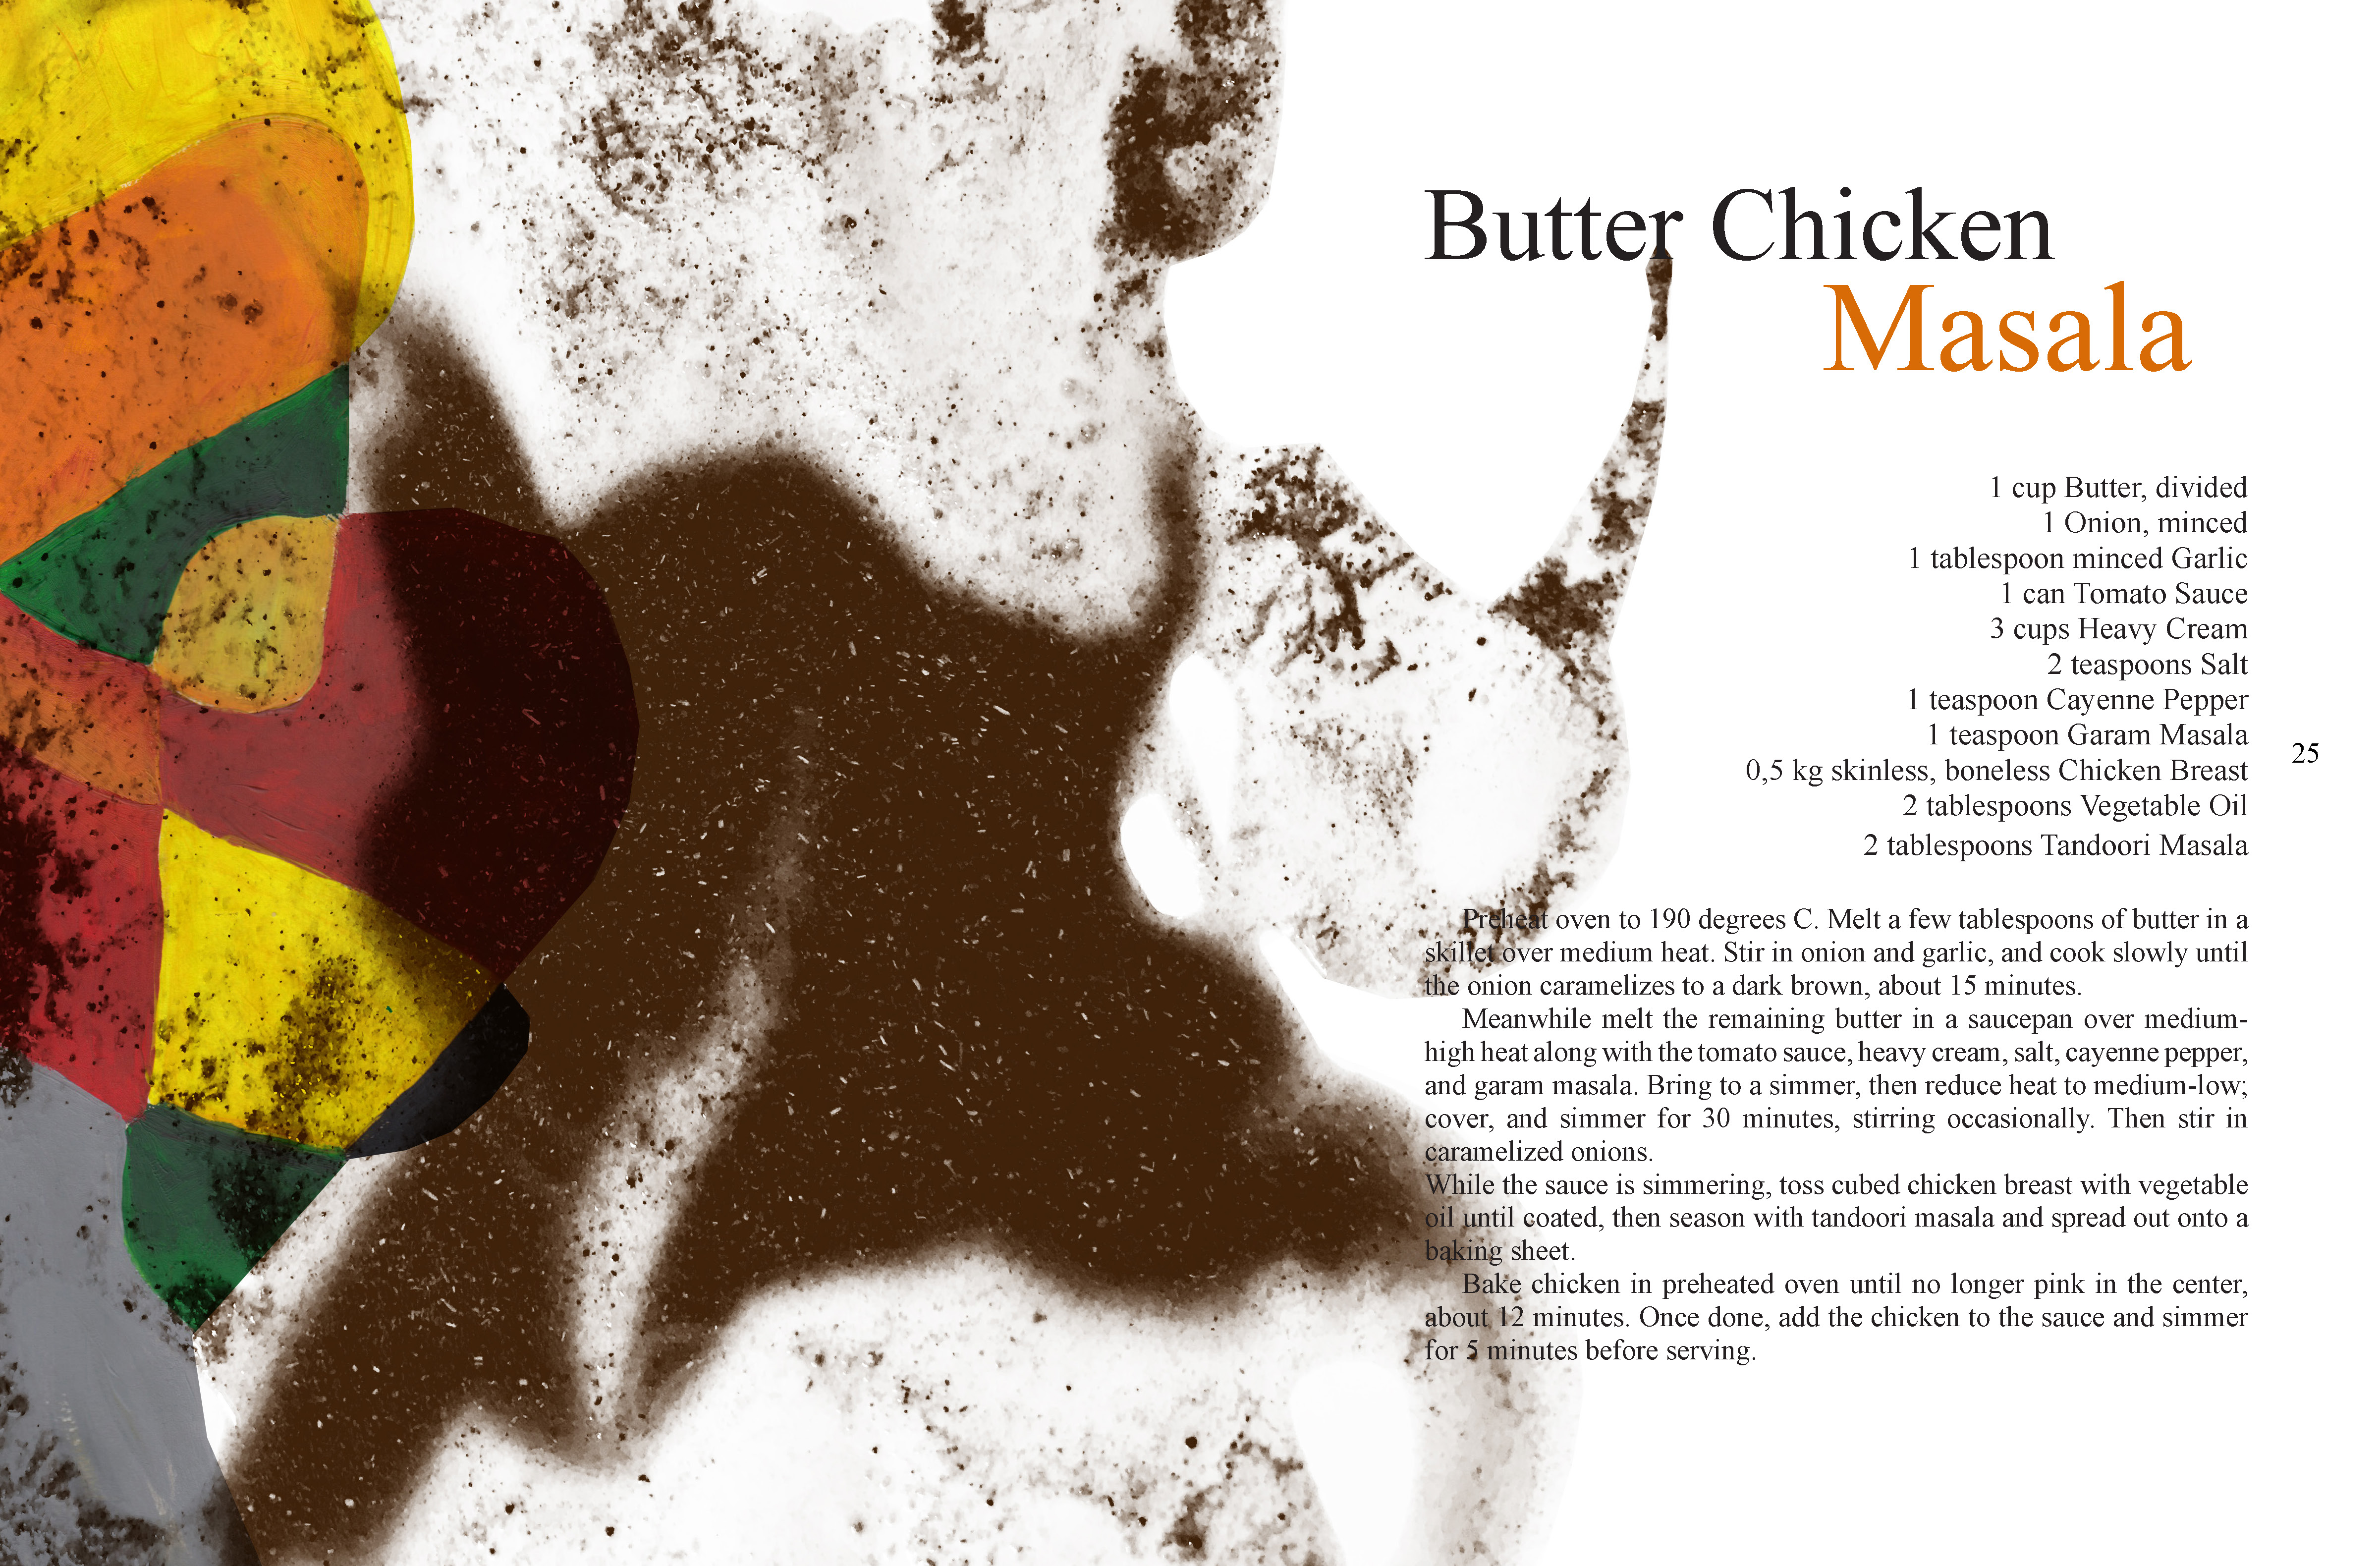 Butter Chicken
Masala
1 cup Butter, divided
1 Onion, minced
1 tablespoon minced Garlic
1 can Tomato Sauce
3 cups Heavy Cream
2 teaspoons Salt
1 teaspoon Cayenne Pepper
1 teaspoon Garam Masala
0,5 kg skinless, boneless Chicken Breast
2 tablespoons Vegetable Oil
2 tablespoons Tandoori Masala
25
Preheat oven to 190 degrees C. Melt a few tablespoons of butter in a
skillet over medium heat. Stir in onion and garlic, and cook slowly until
the onion caramelizes to a dark brown, about 15 minutes.
Meanwhile melt the remaining butter in a saucepan over medium-
high heat along with the tomato sauce, heavy cream, salt, cayenne pepper,
and garam masala. Bring to a simmer, then reduce heat to medium-low;
cover, and simmer for 30 minutes, stirring occasionally. Then stir in
caramelized onions.
While the sauce is simmering, toss cubed chicken breast with vegetable
oil until coated, then season with tandoori masala and spread out onto a
baking sheet.
Bake chicken in preheated oven until no longer pink in the center,
about 12 minutes. Once done, add the chicken to the sauce and simmer
for 5 minutes before serving.